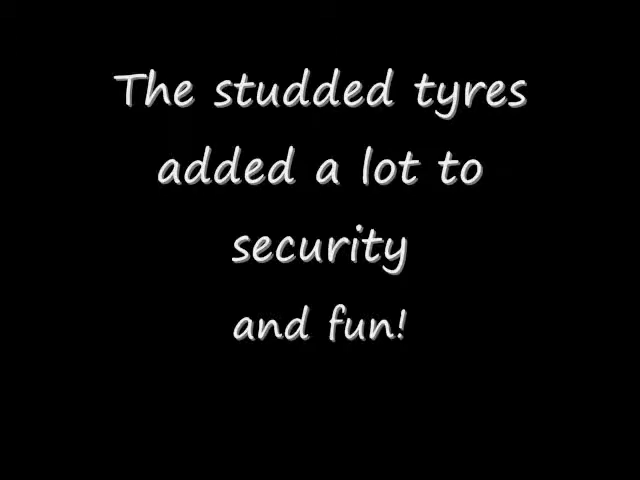 The studded tyres
added a lot to
security
and fun!